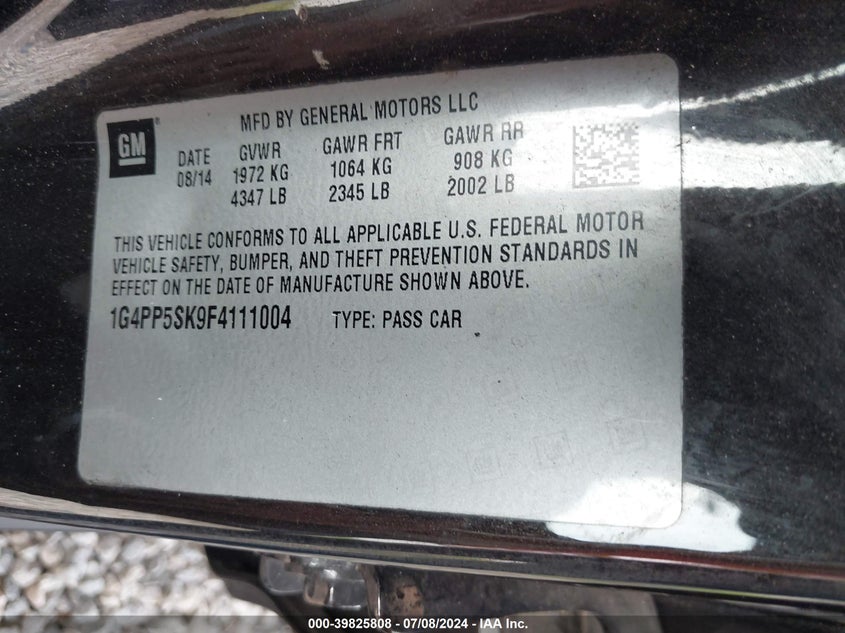 GM
MFD BY GENERAL MOTORS LLC
DATE GVWR GAWR FRT GAWR RR
08/14 1972 KG 1064 KG 908 KG
4347 LB 2345 LB 2002 LB
THIS VEHICLE CONFORMS TO ALL APPLICABLE U.S. FEDERAL MOTOR
VEHICLE SAFETY, BUMPER, AND THEFT PREVENTION STANDARDS IN
EFFECT ON THE DATE OF MANUFACTURE SHOWN ABOVE.
1G4PP5SK9F4111004 TYPE: PASS CAR
000-39825808 - 07/08/2024 - IAA Inc.